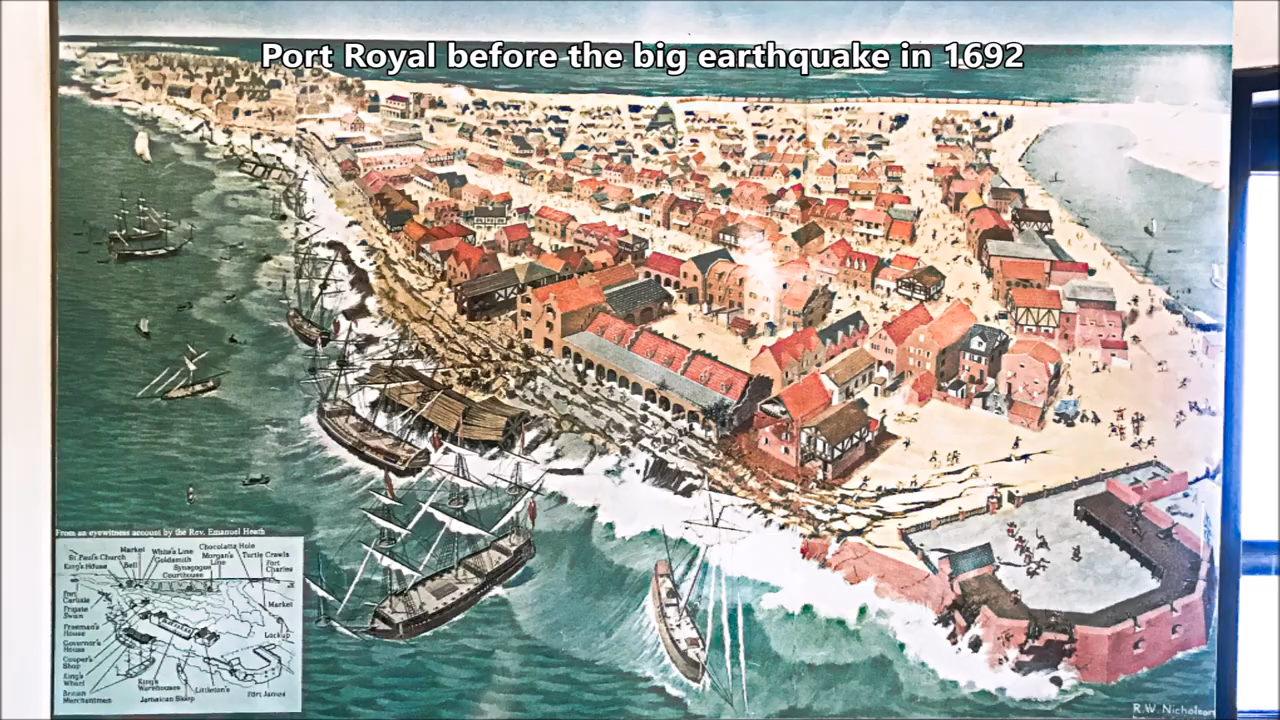 Port Royal before the big earthquake in 1692
From an eyewitness account by the Rev. Emanuel Heath
Market
White's Line
Chocolatta Hole
St. Paul's Church
Goldsmith
Morgan's Line
Turtle Crawls
King's House
Bell
Synagogue
Fort Charles
Courthouse
Fort Carlisle
Frigate Swan
Market
Freeman's House
Lockup
Governor's House
Cooper's Shop
King's Wharf
King's Warehouses
Littleton's
Fort James
British Merchantmen
Jamaican Sloop
R.W. Nicholson